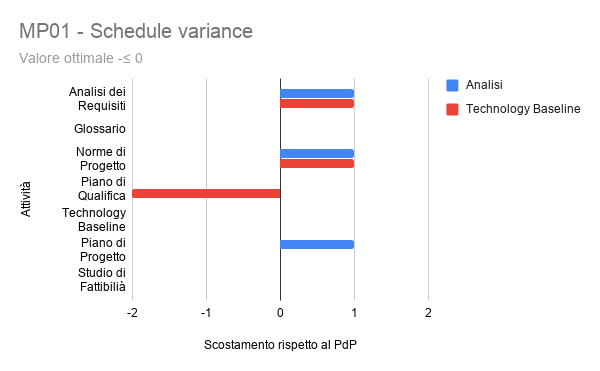 MP01 - Schedule variance
Valore ottimale -≤ 0
Analisi
Technology Baseline
Attività
Analisi dei
Requisiti
Glossario
Norme di
Progetto
Piano di
Qualifica
Technology
Baseline
Piano di
Progetto
Studio di
Fattibilià
-2 -1 0 1 2
Scostamento rispetto al PdP